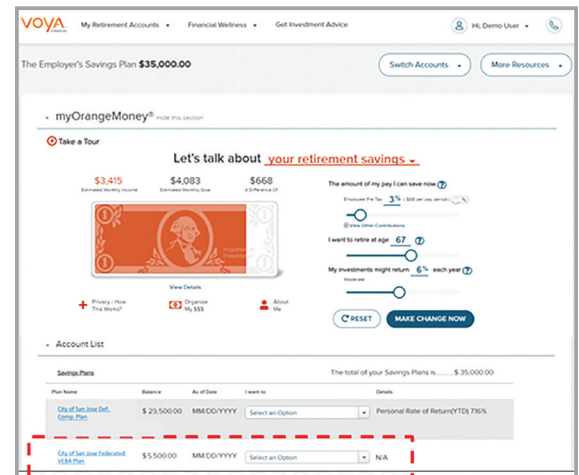 VOYA FINANCIAL My Retirement Accounts Financial Wellness Get Investment Advice Hi, Demo User
The Employer's Savings Plan $35,000.00 Switch Accounts More Resources
myOrangeMoney® Hide this section
Take a Tour
Let's talk about your retirement savings
$3,415 $4,083 $668
Estimated Monthly Income Estimated Monthly Goal A Difference Of
View Details
Privacy / How This Works?
Organize My $$$
About Me
The amount of my pay I can save now ?
Employee Pre-Tax 3% ( $88 per pay period )
View Other Contributions
I want to retire at age 67 ?
My investments might return 6% each year ?
Moderate
RESET MAKE CHANGE NOW
Account List
Savings Plans The total of your Savings Plans is $ 35,000.00
Plan Name Balance As of Date I want to Details
City of San Jose Def. Comp. Plan $ 29,500.00 MM/DD/YYYY Select an Option Personal Rate of Return(YTD) 7.16%
City of San Jose Federated VEBA Plan $5,500.00 MM/DD/YYYY Select an Option N/A